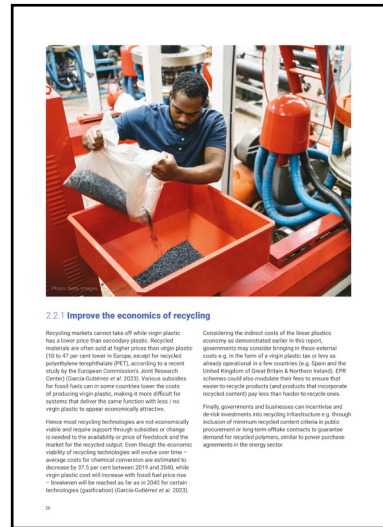 Photo: Getty Images
2.2.1 Improve the economics of recycling
Recycling markets cannot take off while virgin plastic
has a lower price than secondary plastic. Recycled
materials are often sold at higher prices than virgin plastic
(10 to 47 per cent lower in Europe, except for recycled
polyethylene terephthalate (PET), according to a recent
study by the European Commission's Joint Research
Center) (García-Gutiérrez et al. 2023). Various subsidies
for fossil fuels can in some countries lower the costs
of producing virgin plastic, making it more difficult for
systems that deliver the same function with less / no
virgin plastic to appear economically attractive.
Hence most recycling technologies are not economically
viable and require support through subsidies or change
is needed to the availability or price of feedstock and the
market for the recycled output. Even though the economic
viability of recycling technologies will evolve over time –
average costs for chemical conversion are estimated to
decrease by 37.5 per cent between 2019 and 2040, while
virgin plastic cost will increase with fossil fuel price rise
– breakeven will be reached as far as in 2040 for certain
technologies (gasification) (García-Gutiérrez et al. 2023).
Considering the indirect costs of the linear plastics
economy as demonstrated earlier in this report,
governments may consider bringing in these external
costs e.g. in the form of a virgin plastic tax or levy as
already operational in a few countries (e.g. Spain and the
United Kingdom of Great Britain & Northern Ireland). EPR
schemes could also modulate their fees to ensure that
easier-to-recycle products (and products that incorporate
recycled content) pay less than harder-to-recycle ones.
Finally, governments and businesses can incentivise and
de-risk investments into recycling infrastructure e.g. through
inclusion of minimum recycled content criteria in public
procurement or long-term offtake contracts to guarantee
demand for recycled polymers, similar to power purchase
agreements in the energy sector.